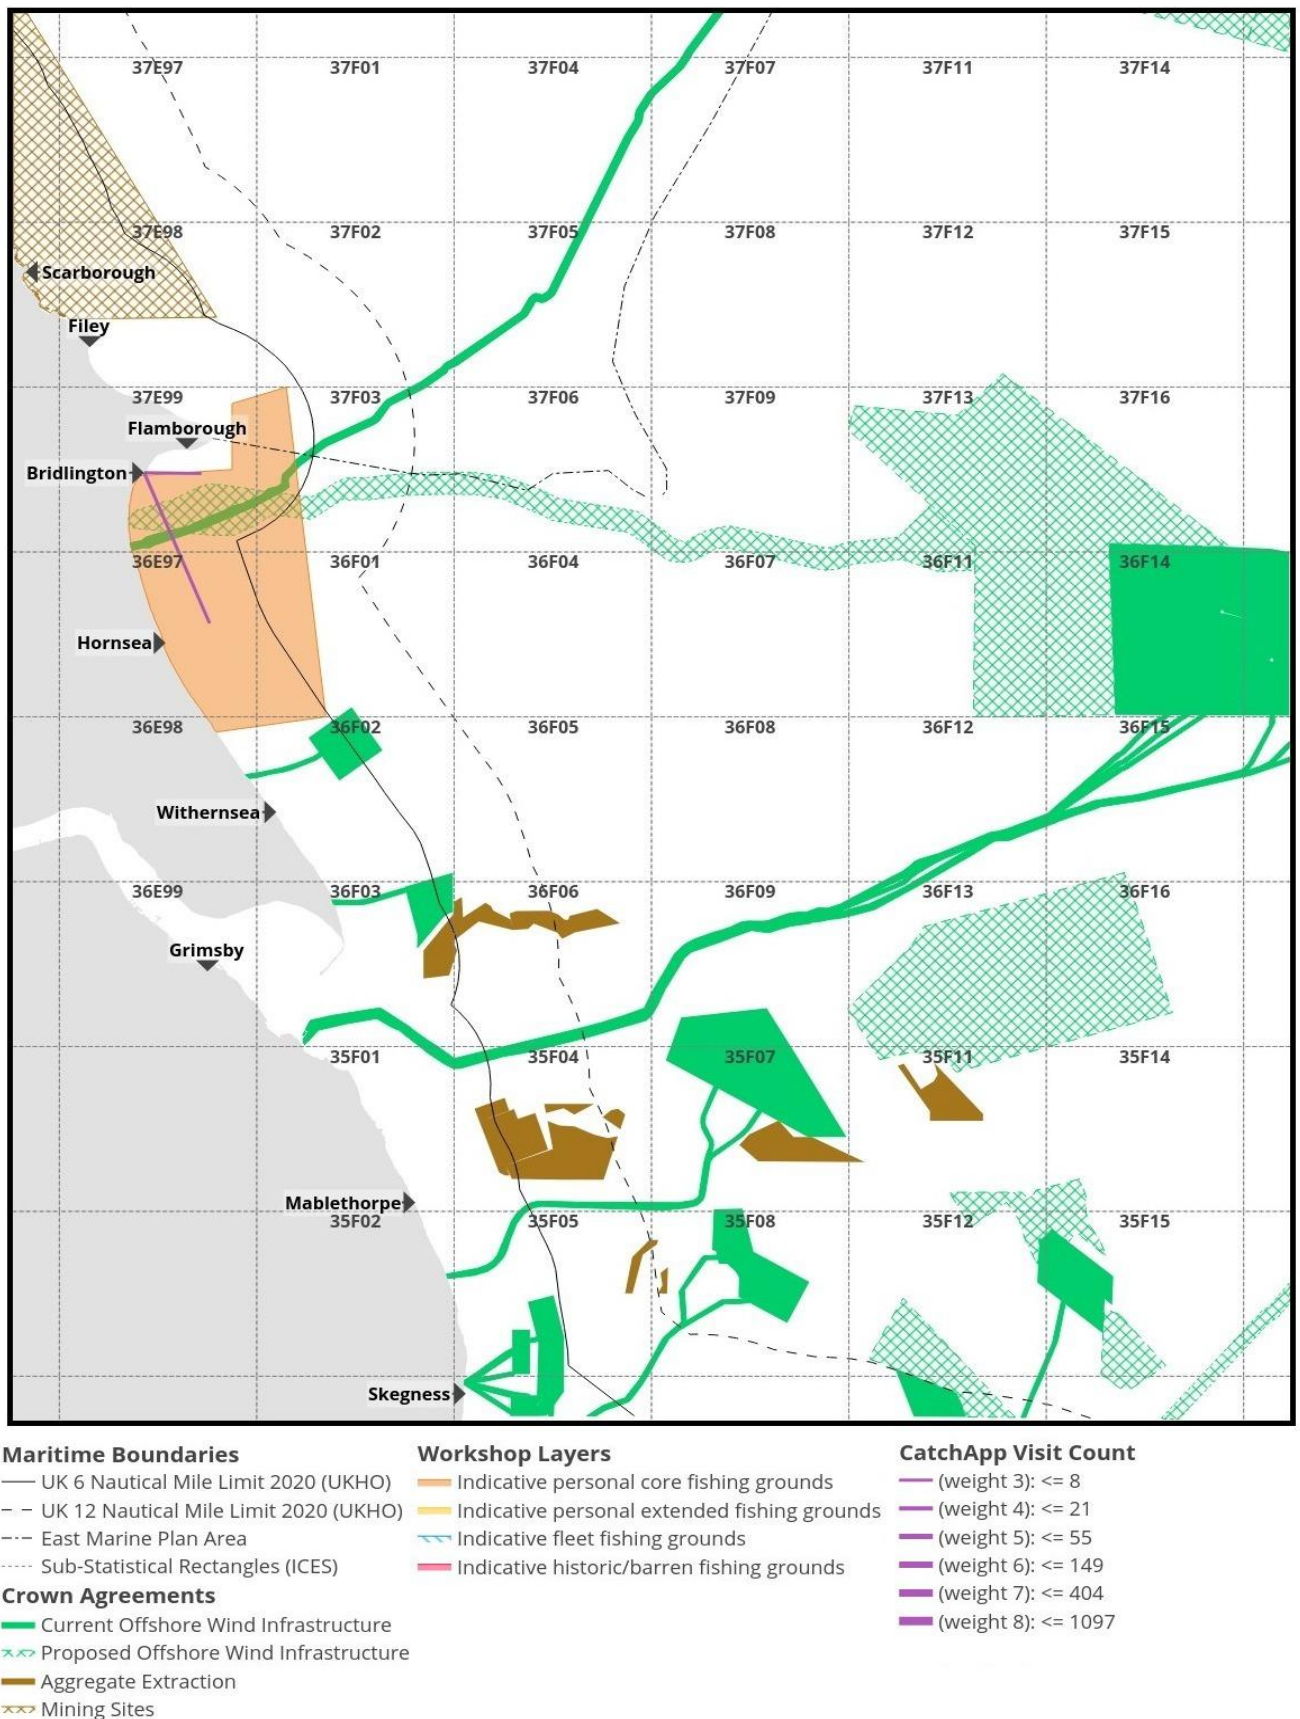 37E97 37F01 37F04 37F07 37F11 37F14
37E98 37F02 37F05 37F08 37F12 37F15
Scarborough
Filey
37E99 37F03 37F06 37F09 37F13 37F16
Flamborough
Bridlington
36E97 36F01 36F04 36F07 36F11 36F14
Hornsea
36E98 36F02 36F05 36F08 36F12 36F15
Withernsea
36E99 36F03 36F06 36F09 36F13 36F16
Grimsby
35F01 35F04 35F07 35F11 35F14
Mablethorpe
35F02 35F05 35F08 35F12 35F15
Skegness
Maritime Boundaries
UK 6 Nautical Mile Limit 2020 (UKHO)
UK 12 Nautical Mile Limit 2020 (UKHO)
East Marine Plan Area
Sub-Statistical Rectangles (ICES)
Crown Agreements
Current Offshore Wind Infrastructure
Proposed Offshore Wind Infrastructure
Aggregate Extraction
Mining Sites
Workshop Layers
Indicative personal core fishing grounds
Indicative personal extended fishing grounds
Indicative fleet fishing grounds
Indicative historic/barren fishing grounds
CatchApp Visit Count
(weight 3): <= 8
(weight 4): <= 21
(weight 5): <= 55
(weight 6): <= 149
(weight 7): <= 404
(weight 8): <= 1097